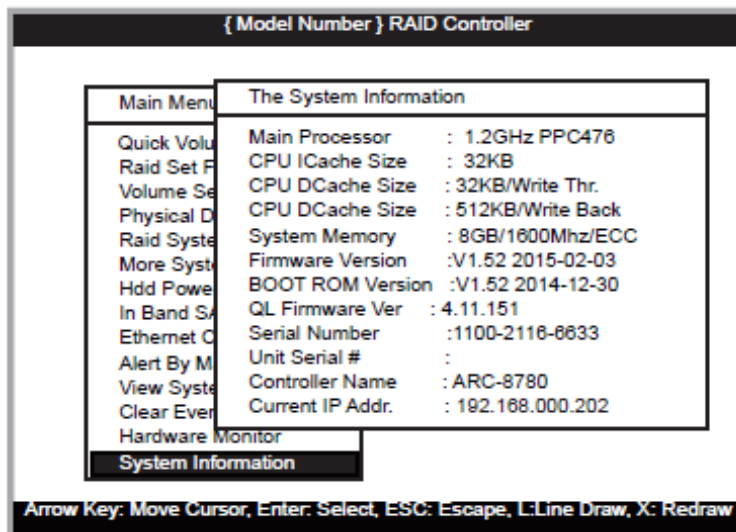 { Model Number } RAID Controller
Main Menu
The System Information
Quick Volu
Raid Set F
Volume Se
Physical D
Raid Syste
More Syste
Hdd Powe
In Band SA
Ethernet C
Alert By M
View Syste
Clear Even
Hardware Monitor
System Information
Main Processor : 1.2GHz PPC476
CPU ICache Size : 32KB
CPU DCache Size : 32KB/Write Thr.
CPU DCache Size : 512KB/Write Back
System Memory : 8GB/1600Mhz/ECC
Firmware Version :V1.52 2015-02-03
BOOT ROM Version :V1.52 2014-12-30
QL Firmware Ver : 4.11.151
Serial Number :1100-2116-6633
Unit Serial # :
Controller Name : ARC-8780
Current IP Addr. : 192.168.000.202
Arrow Key: Move Cursor, Enter: Select, ESC: Escape, L:Line Draw, X: Redraw